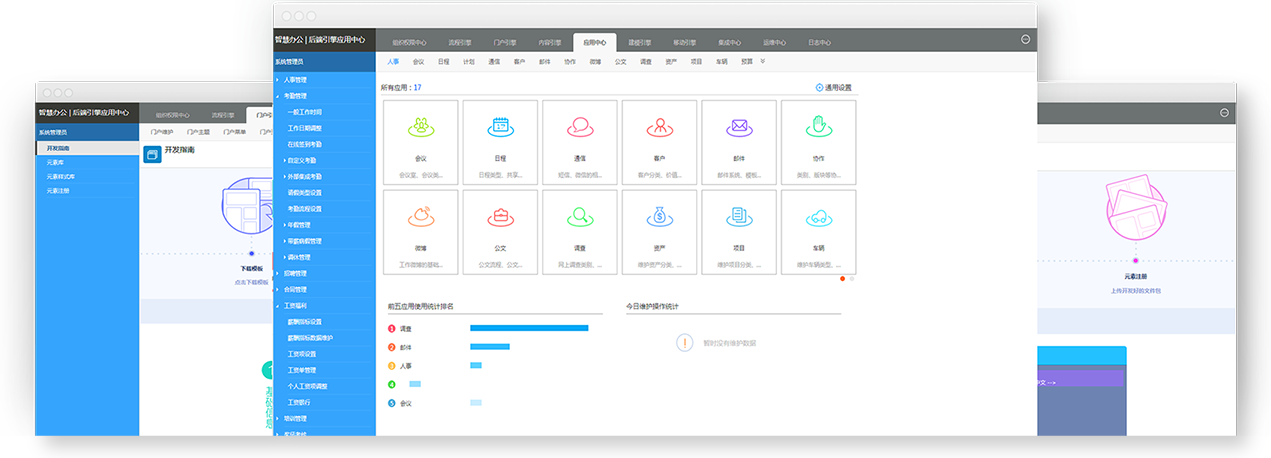 智慧办公 | 后端引擎应用中心
组织权限中心 流程引擎 门户引擎 内容引擎 应用中心 建模引擎 移动引擎 集成中心 运维中心 日志中心
系统管理员
人事 会议 日程 计划 通信 客户 邮件 协作 微博 公文 调查 资产 项目 车辆 预算
人事管理
考勤管理
一般工作时间
工作日期调整
在线签到考勤
自定义考勤
外部集成考勤
请假类型设置
考勤流程设置
年假管理
带薪病假管理
调休管理
招聘管理
合同管理
工资福利
薪酬指标设置
薪酬指标数据维护
工资项设置
工资单管理
个人工资项调整
工资银行
培训管理
所有应用：17
通用设置
会议
会议室、会议类...
日程
日程类型、共享...
通信
短信、微信的规...
客户
客户分类、价值...
邮件
邮件系统、模板...
协作
类别、板块等协...
微博
工作微博的基础...
公文
公文流程、公文...
调查
网上调查类别、...
资产
维护资产分类、...
项目
维护项目分类、...
车辆
维护车辆类型、...
前五应用使用统计排名
1 调查
2 邮件
3 人事
4
5 会议
今日维护操作统计
暂时没有维护数据
智慧办公 | 后端引擎应用中心
组织权限中心 流程引擎 门户引
系统管理员
门户维护 门户主题 门户菜单
开发指南
元素库
元素样式库
元素注册
开发指南
下载模板
点击下载模板
基础信息
元素注册
上传开发好的文件包
中文 -->